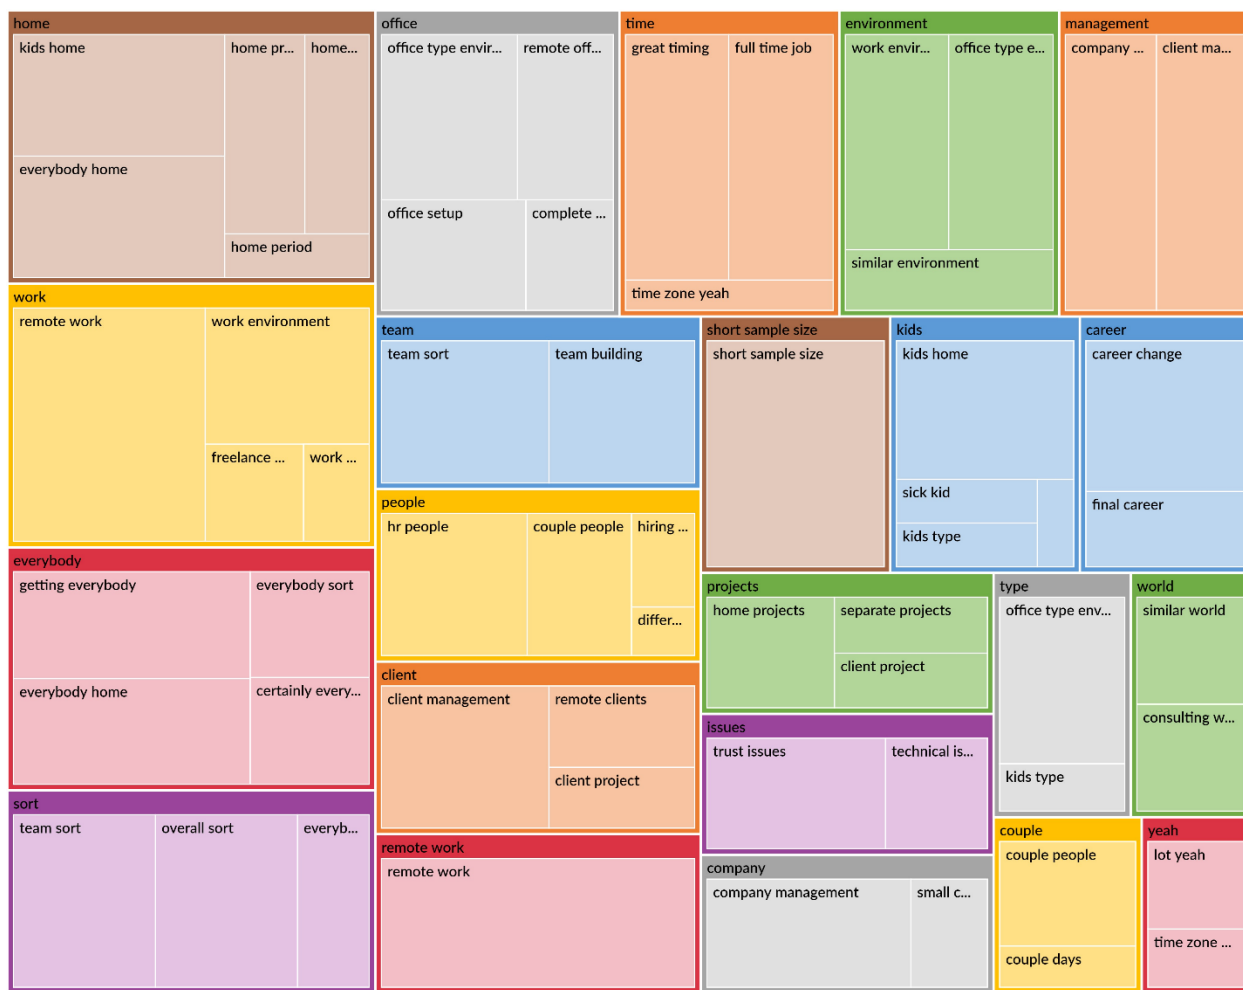 home
kids home
home pr...
home...
everybody home
home period
office
office type envir...
remote off...
office setup
complete ...
time
great timing
full time job
time zone yeah
environment
work envir...
office type e...
similar environment
management
company ...
client ma...
work
remote work
work environment
freelance ...
work ...
team
team sort
team building
short sample size
short sample size
kids
kids home
sick kid
kids type
career
career change
final career
people
hr people
couple people
hiring ...
differ...
everybody
getting everybody
everybody sort
everybody home
certainly every...
projects
home projects
separate projects
client project
type
office type env...
kids type
world
similar world
consulting w...
client
client management
remote clients
client project
issues
trust issues
technical is...
sort
team sort
overall sort
everyb...
remote work
remote work
company
company management
small c...
couple
couple people
couple days
yeah
lot yeah
time zone ...